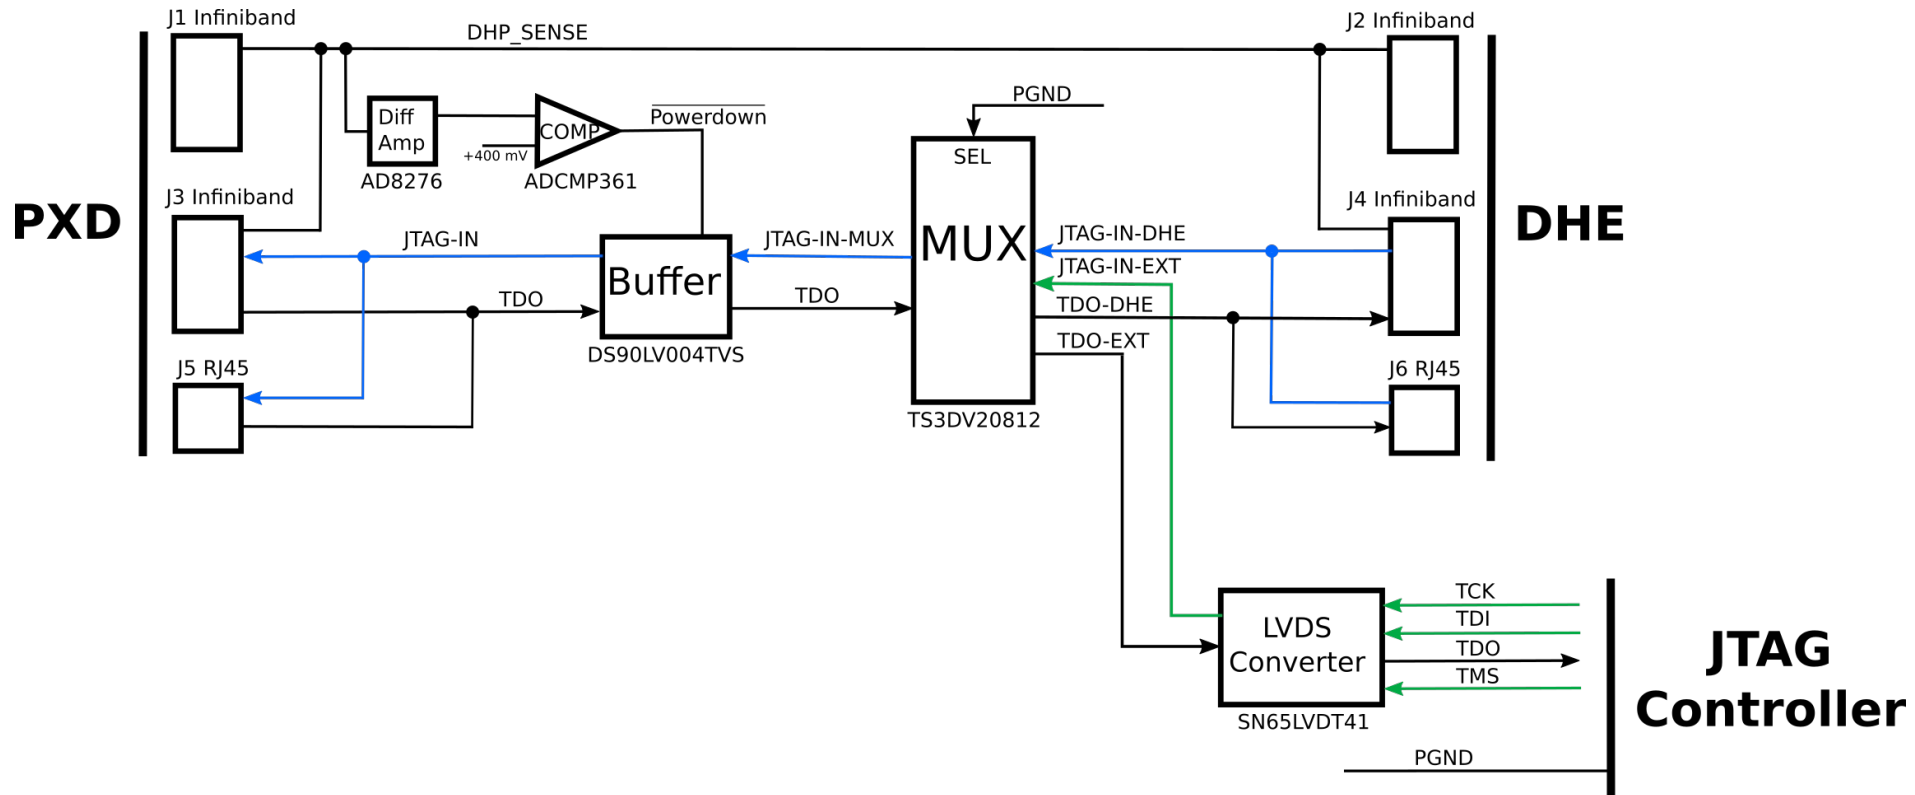 J1 Infiniband
DHP_SENSE
J2 Infiniband
Diff
Amp
AD8276
COMP
+400 mV
ADCMP361
Powerdown
PGND
SEL
MUX
TS3DV20812
PXD
J3 Infiniband
JTAG-IN
TDO
Buffer
DS90LV004TVS
JTAG-IN-MUX
TDO
JTAG-IN-DHE
JTAG-IN-EXT
TDO-DHE
TDO-EXT
J4 Infiniband
DHE
J5 RJ45
J6 RJ45
LVDS
Converter
SN65LVDT41
TCK
TDI
TDO
TMS
PGND
JTAG
Controller